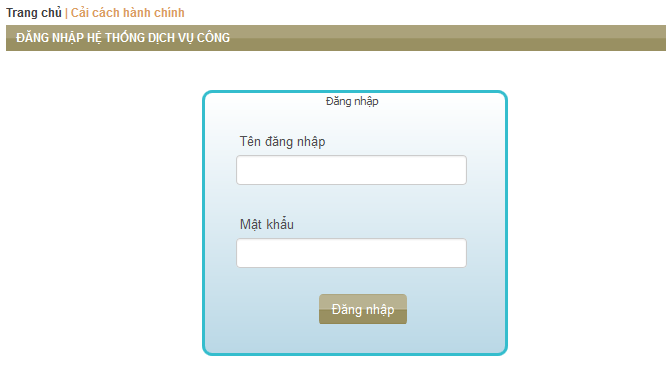 Trang chủ | Cải cách hành chính
ĐĂNG NHẬP HỆ THỐNG DỊCH VỤ CÔNG
Đăng nhập
Tên đăng nhập
Mật khẩu
Đăng nhập